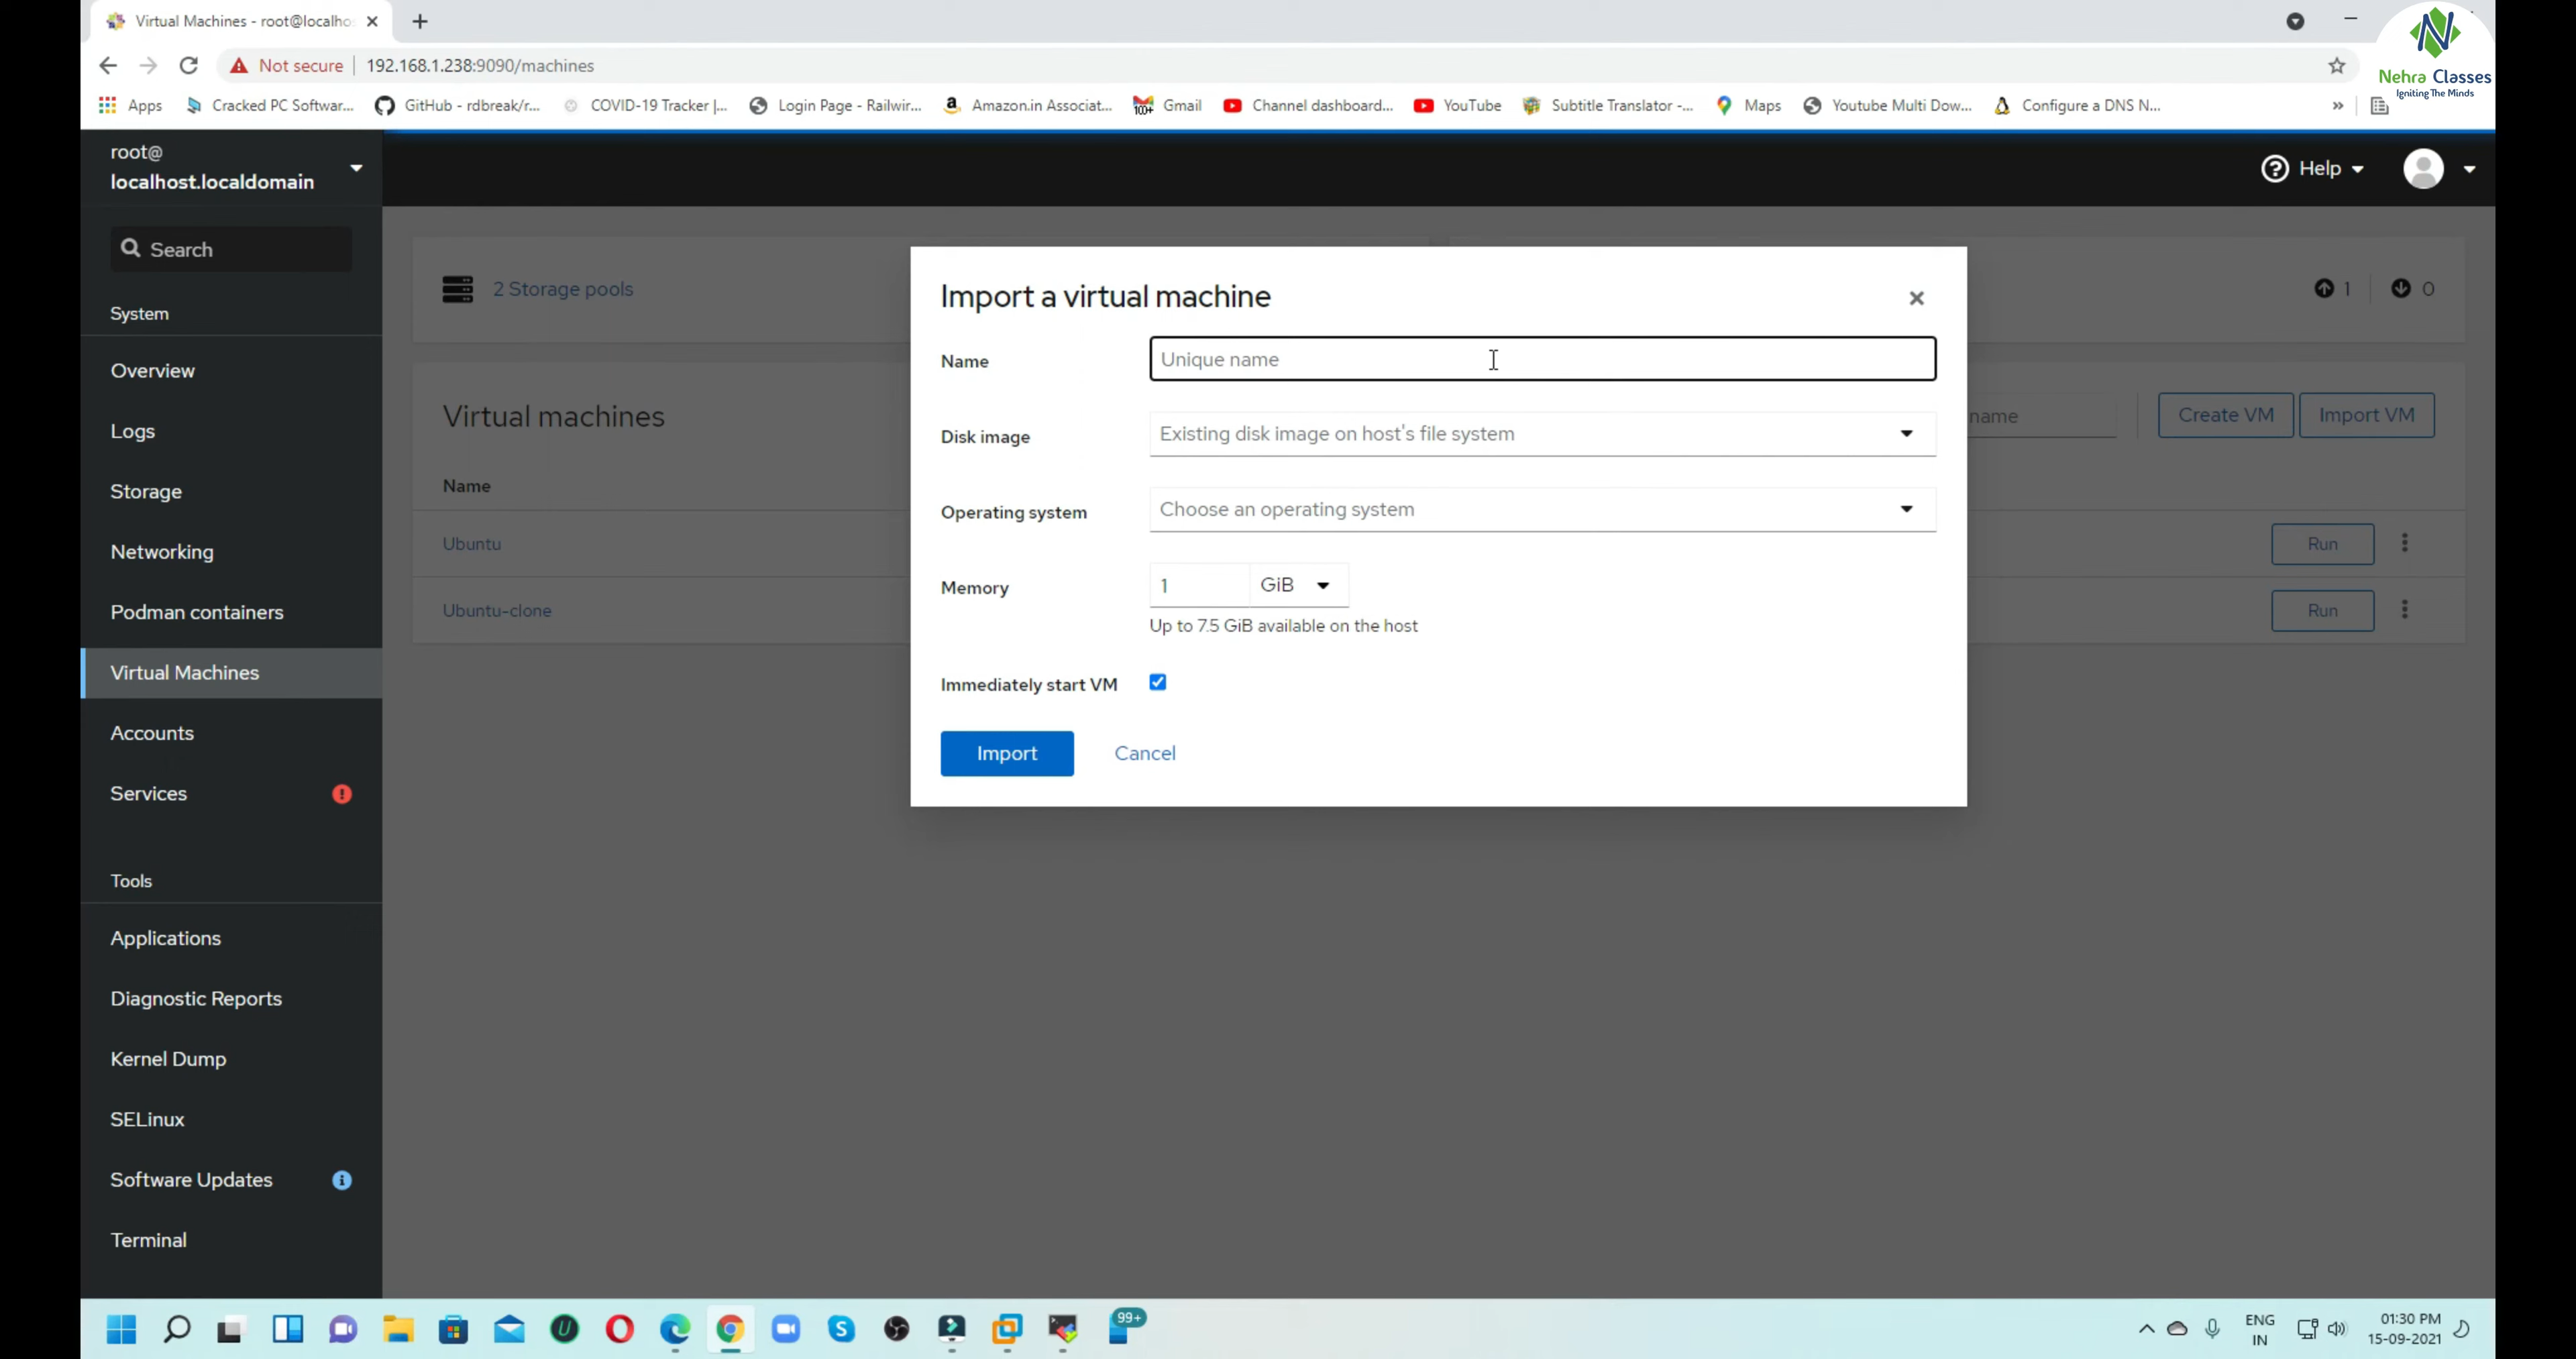 Virtual Machines - root@localho
Nehra Classes
Igniting The Minds
Not secure
192.168.1.238:9090/machines
Apps
Cracked PC Softwar...
GitHub - rdbreak/r...
COVID-19 Tracker |...
Login Page - Railwir...
Amazon.in Associat...
100+
Gmail
Channel dashboard...
YouTube
Subtitle Translator -...
Maps
Youtube Multi Dow...
Configure a DNS N...
»
root@
localhost.localdomain
Help
Search
System
Overview
Logs
Storage
Networking
Podman containers
Virtual Machines
Accounts
Services
Tools
Applications
Diagnostic Reports
Kernel Dump
SELinux
Software Updates
Terminal
2 Storage pools
1
0
Virtual machines
name
Create VM
Import VM
Name
Ubuntu
Run
Ubuntu-clone
Run
Import a virtual machine
Name
Unique name
Disk image
Existing disk image on host's file system
Operating system
Choose an operating system
Memory
1
GiB
Up to 7.5 GiB available on the host
Immediately start VM
Import
Cancel
99+
ENG
IN
01:30 PM
15-09-2021